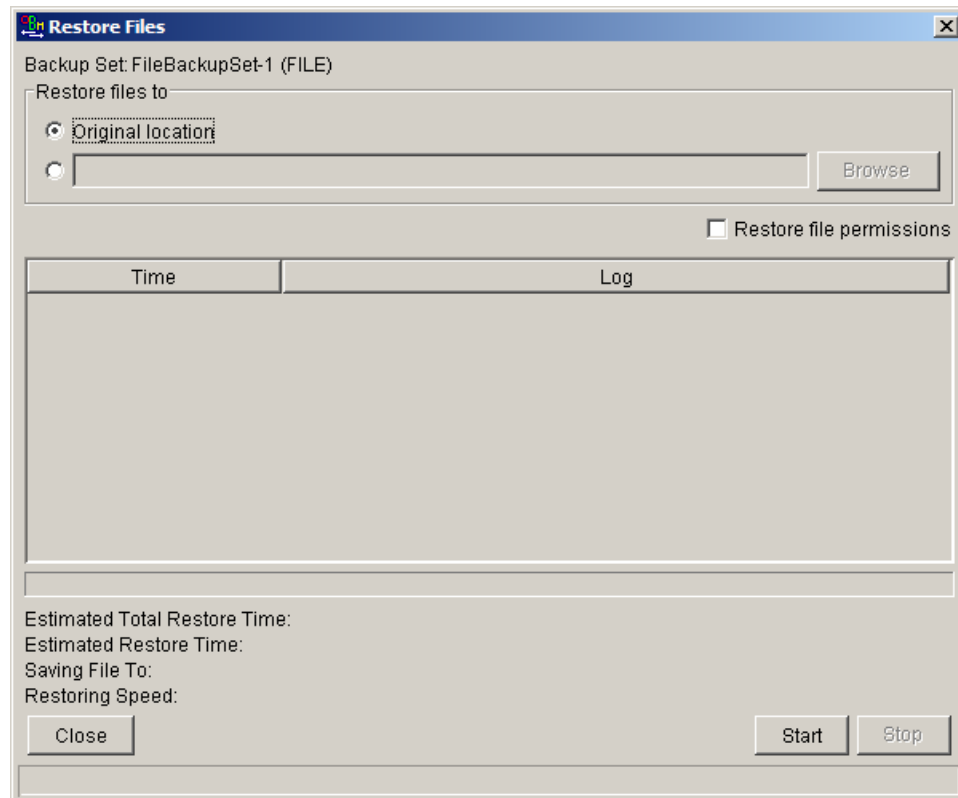 OBM Restore Files
Backup Set: FileBackupSet-1 (FILE)
Restore files to
Original location
Browse
Restore file permissions
Time Log
Estimated Total Restore Time:
Estimated Restore Time:
Saving File To:
Restoring Speed:
Close Start Stop